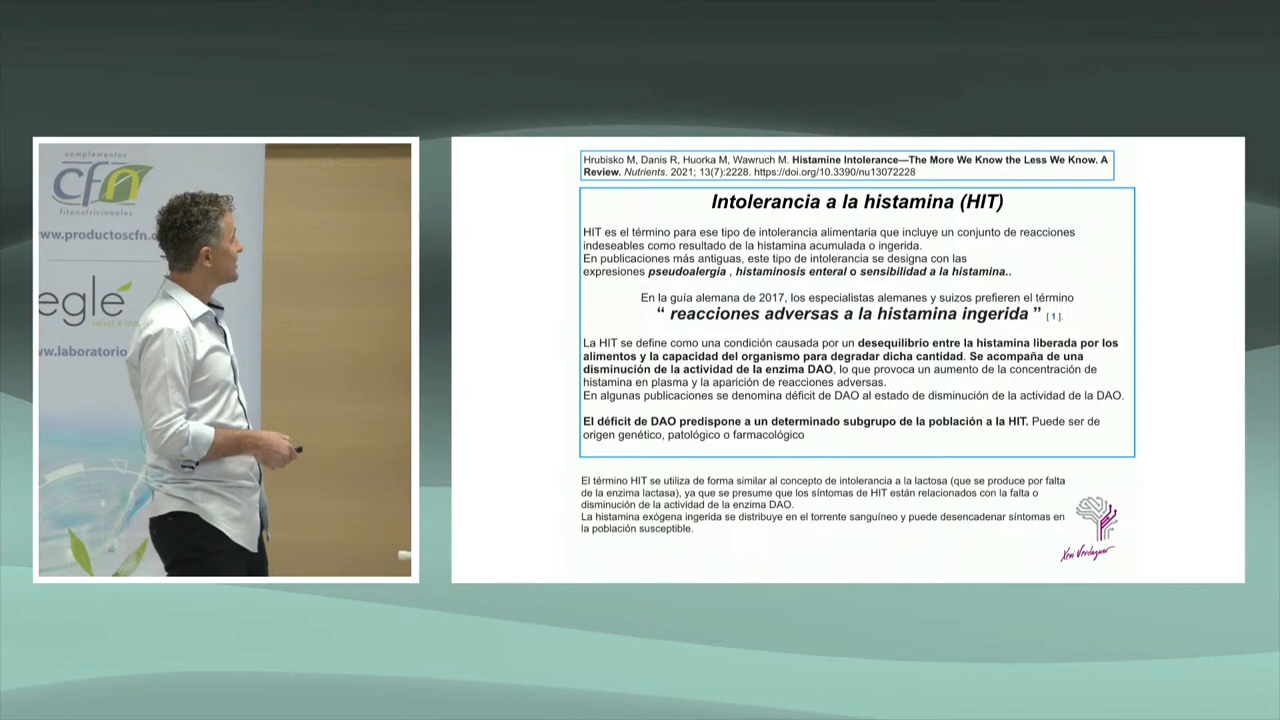 complementos
cfn
fitonutricionales
www.productoscfn.
eglé
salud e
w.laboratorio
Hrubisko M, Danis R, Huorka M, Wawruch M. Histamine Intolerance—The More We Know the Less We Know. A
Review. Nutrients. 2021; 13(7):2228. https://doi.org/10.3390/nu13072228
Intolerancia a la histamina (HIT)
HIT es el término para ese tipo de intolerancia alimentaria que incluye un conjunto de reacciones
indeseables como resultado de la histamina acumulada o ingerida.
En publicaciones más antiguas, este tipo de intolerancia se designa con las
expresiones pseudoalergia , histaminosis enteral o sensibilidad a la histamina..
En la guía alemana de 2017, los especialistas alemanes y suizos prefieren el término
“ reacciones adversas a la histamina ingerida ” [ 1 ].
La HIT se define como una condición causada por un desequilibrio entre la histamina liberada por los
alimentos y la capacidad del organismo para degradar dicha cantidad. Se acompaña de una
disminución de la actividad de la enzima DAO, lo que provoca un aumento de la concentración de
histamina en plasma y la aparición de reacciones adversas.
En algunas publicaciones se denomina déficit de DAO al estado de disminución de la actividad de la DAO.
El déficit de DAO predispone a un determinado subgrupo de la población a la HIT. Puede ser de
origen genético, patológico o farmacológico
El término HIT se utiliza de forma similar al concepto de intolerancia a la lactosa (que se produce por falta
de la enzima lactasa), ya que se presume que los síntomas de HIT están relacionados con la falta o
disminución de la actividad de la enzima DAO.
La histamina exógena ingerida se distribuye en el torrente sanguíneo y puede desencadenar síntomas en
la población susceptible.
Xevi Verdaguer